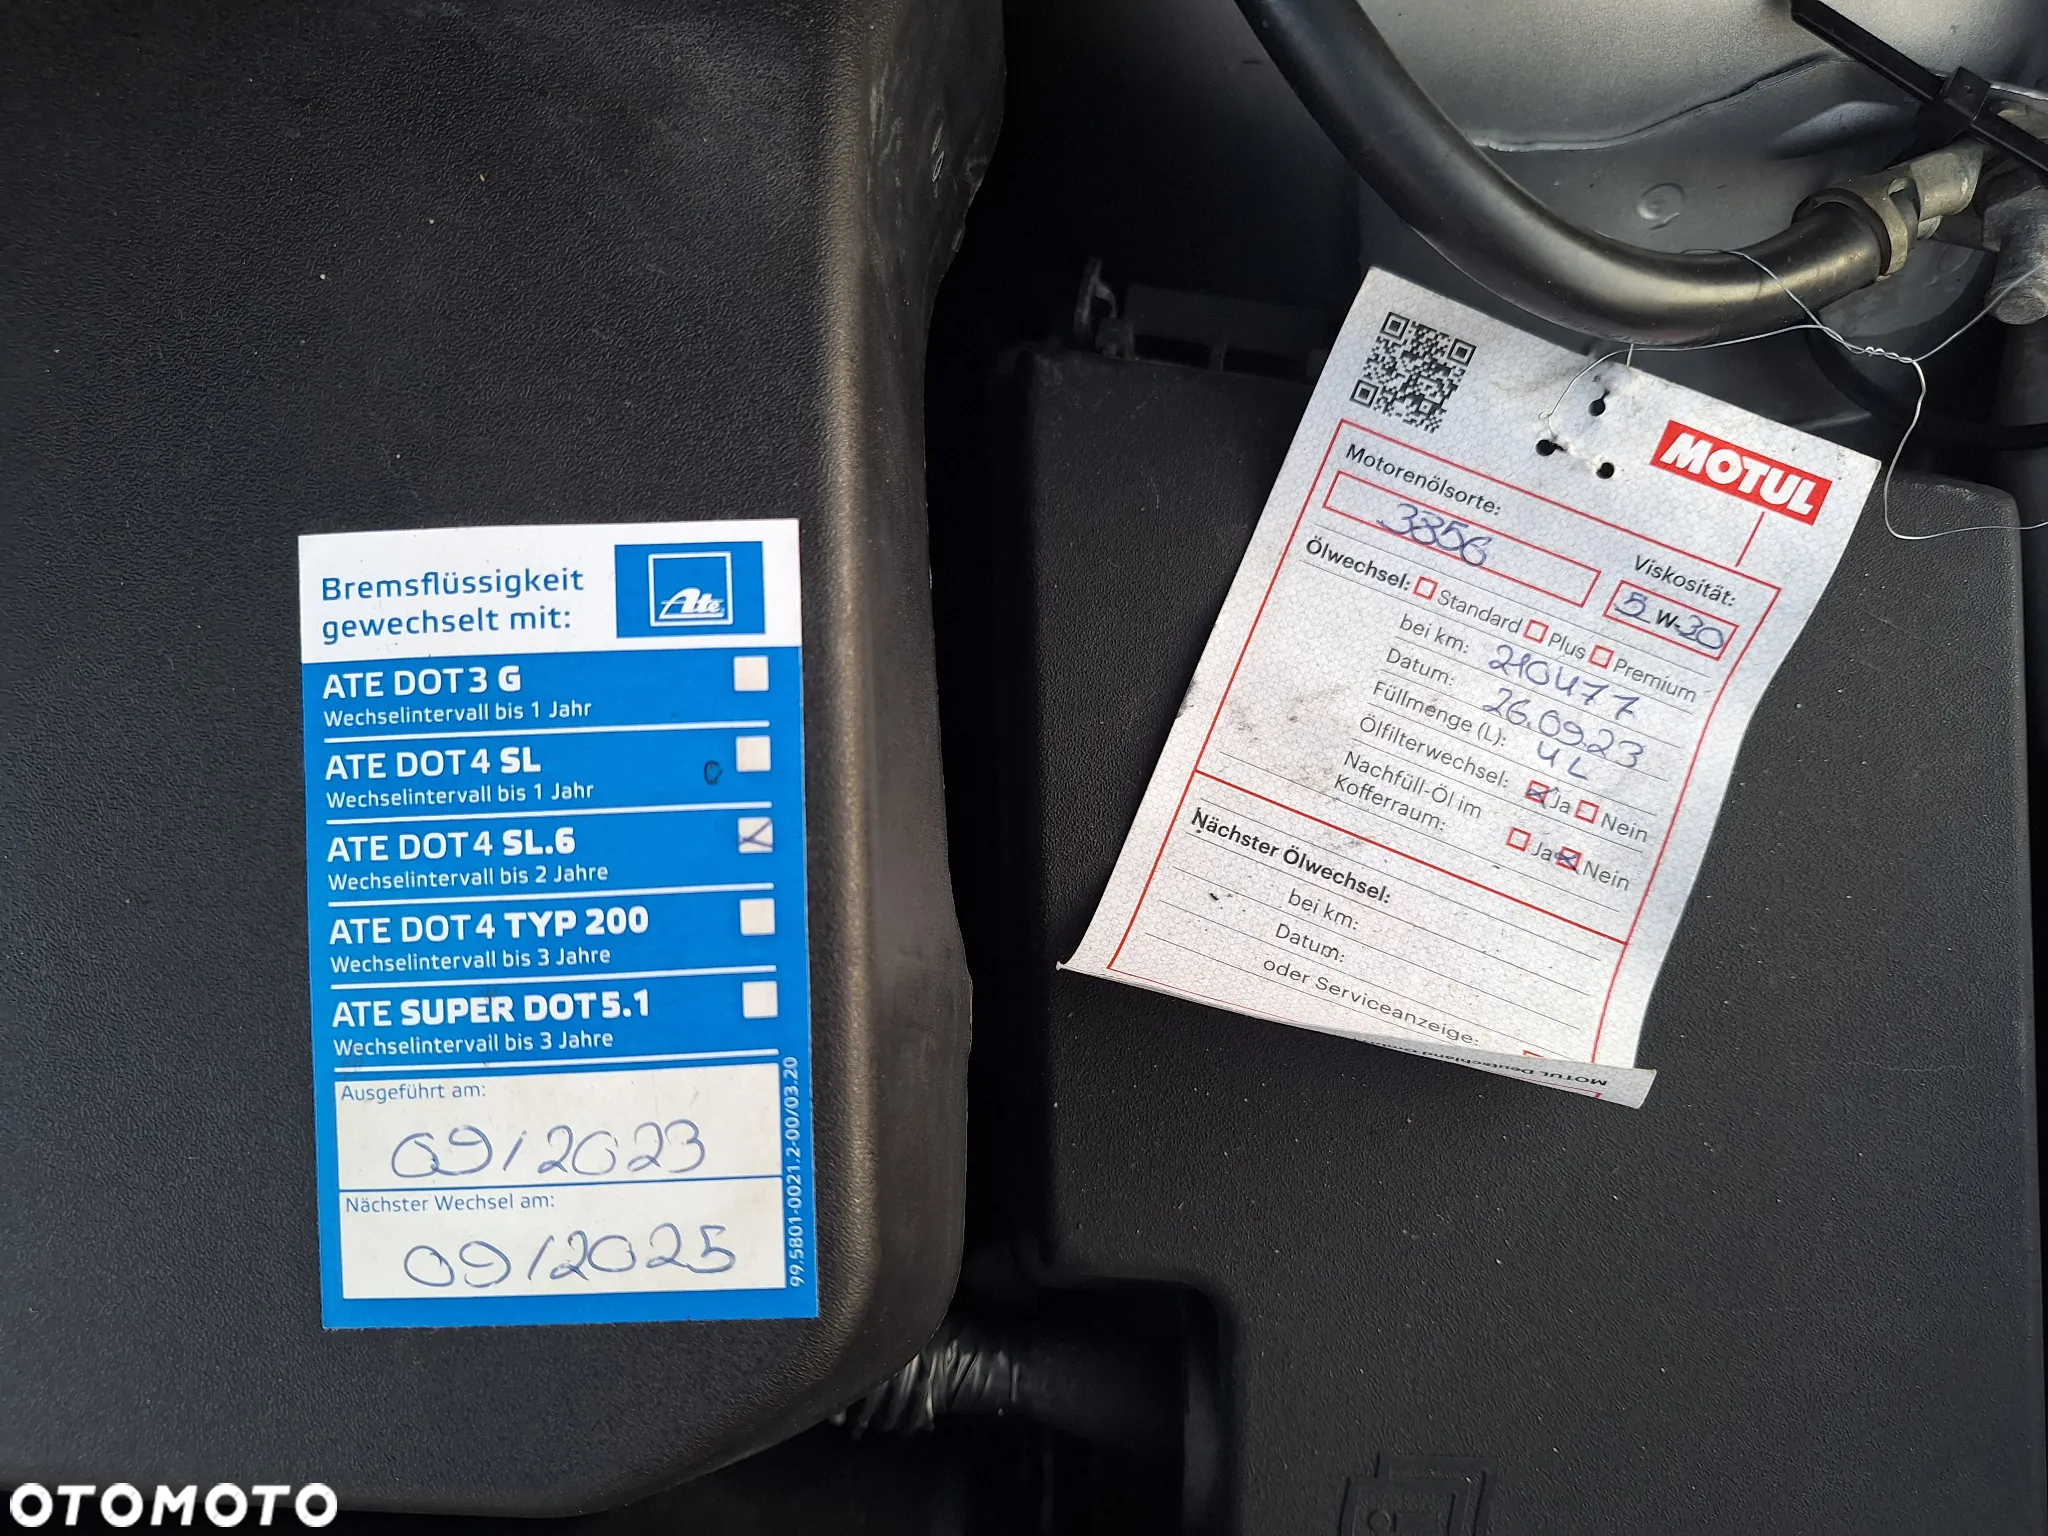 Bremsflüssigkeit
gewechselt mit:
Ate
ATE DOT 3 G
Wechselintervall bis 1 Jahr
ATE DOT 4 SL
Wechselintervall bis 1 Jahr
ATE DOT 4 SL.6
Wechselintervall bis 2 Jahre
ATE DOT 4 TYP 200
Wechselintervall bis 3 Jahre
ATE SUPER DOT 5.1
Wechselintervall bis 3 Jahre
Ausgeführt am:
09/2023
Nächster Wechsel am:
09/2025
99.5801-0021.2-00/03.20
MOTUL
Motorenölsorte:
Viskosität:
5 W-30
Ölwechsel: Standard Plus Premium
bei km: 210477
Datum: 26.09.23
Füllmenge (L): 4L
Ölfilterwechsel: Ja Nein
Nachfüll-Öl im
Kofferraum: Ja Nein
Nächster Ölwechsel:
bei km:
Datum:
oder Serviceanzeige:
MOTUL Deutschland
OTOMOTO